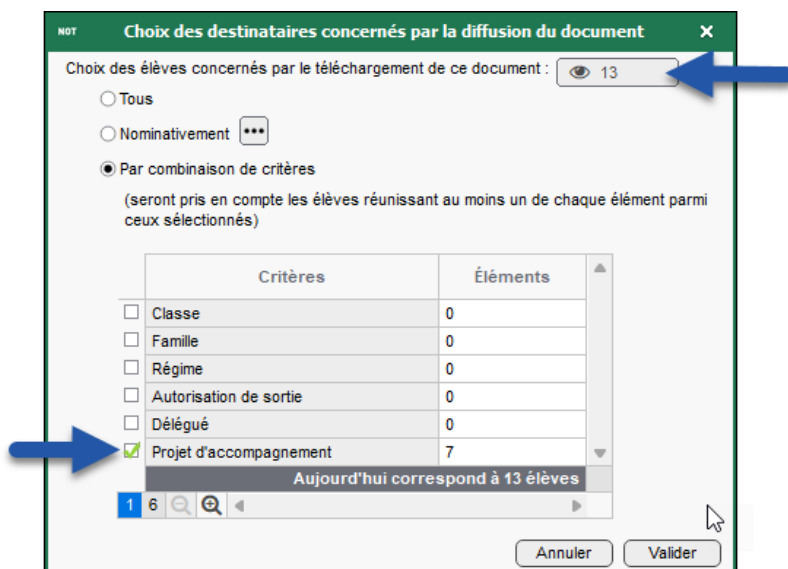 NOT Choix des destinataires concernés par la diffusion du document ×
Choix des élèves concernés par le téléchargement de ce document : 13
Tous
Nominativement •••
Par combinaison de critères
(seront pris en compte les élèves réunissant au moins un de chaque élément parmi
ceux sélectionnés)
Critères Éléments
Classe 0
Famille 0
Régime 0
Autorisation de sortie 0
Délégué 0
Projet d'accompagnement 7
Aujourd'hui correspond à 13 élèves
1 6
Annuler Valider